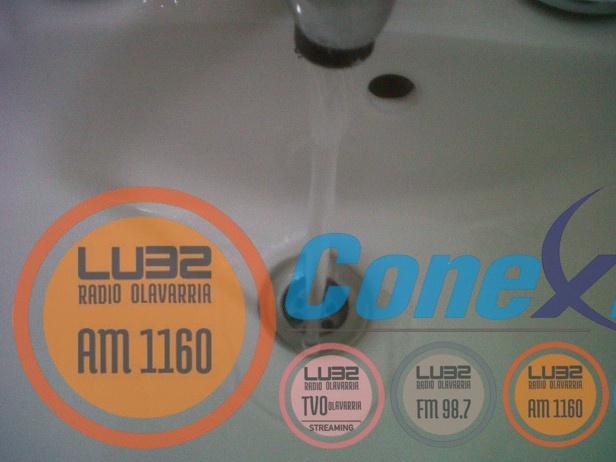 LU32
RADIO OLAVARRIA
AM 1160
Conex
LU32
RADIO OLAVARRIA
TVO OLAVARRIA
STREAMING
LU32
RADIO OLAVARRIA
FM 98.7
LU32
RADIO OLAVARRIA
AM 1160